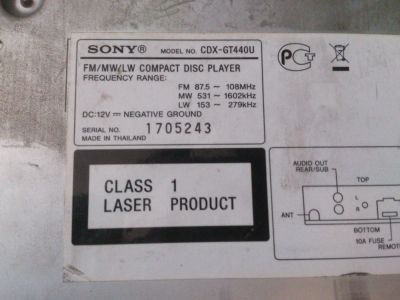 SONY® MODEL NO. CDX-GT440U
FM/MW/LW COMPACT DISC PLAYER
FREQUENCY RANGE:
FM 87.5 ~ 108MHz
MW 531 ~ 1602kHz
LW 153 ~ 279kHz
DC:12V ⎓ NEGATIVE GROUND
SERIAL NO. 1705243
MADE IN THAILAND
CLASS 1
LASER PRODUCT
AUDIO OUT
REAR/SUB
TOP
L
R
ANT
BOTTOM
10A FUSE
REMOTE